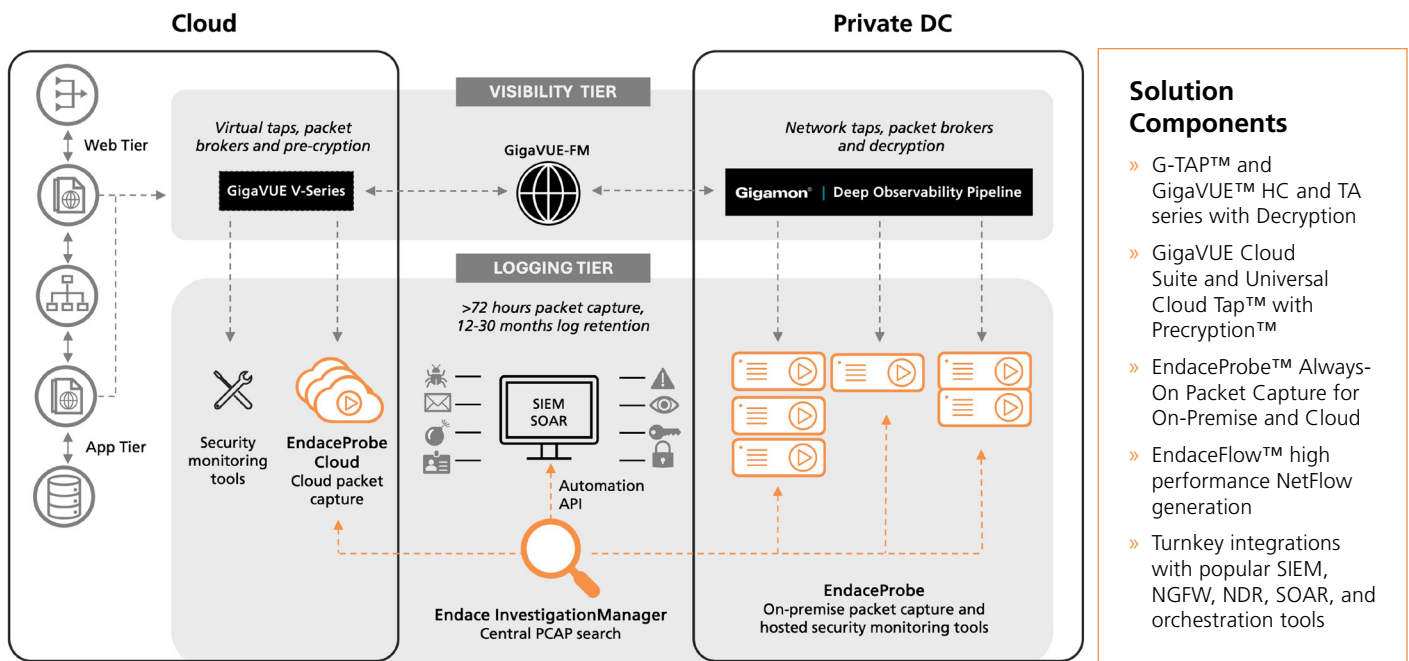 Cloud
Private DC
VISIBILITY TIER
Web Tier
App Tier
Virtual taps, packet
brokers and pre-cryption
GigaVUE V-Series
GigaVUE-FM
Network taps, packet brokers
and decryption
Gigamon® | Deep Observability Pipeline
LOGGING TIER
>72 hours packet capture,
12-30 months log retention
Security
monitoring
tools
EndaceProbe
Cloud
Cloud packet
capture
SIEM
SOAR
Automation
API
Endace InvestigationManager
Central PCAP search
EndaceProbe
On-premise packet capture and
hosted security monitoring tools
Solution
Components
» G-TAP™ and
GigaVUE™ HC and TA
series with Decryption
» GigaVUE Cloud
Suite and Universal
Cloud Tap™ with
Precryption™
» EndaceProbe™ Always-
On Packet Capture for
On-Premise and Cloud
» EndaceFlow™ high
performance NetFlow
generation
» Turnkey integrations
with popular SIEM,
NGFW, NDR, SOAR, and
orchestration tools